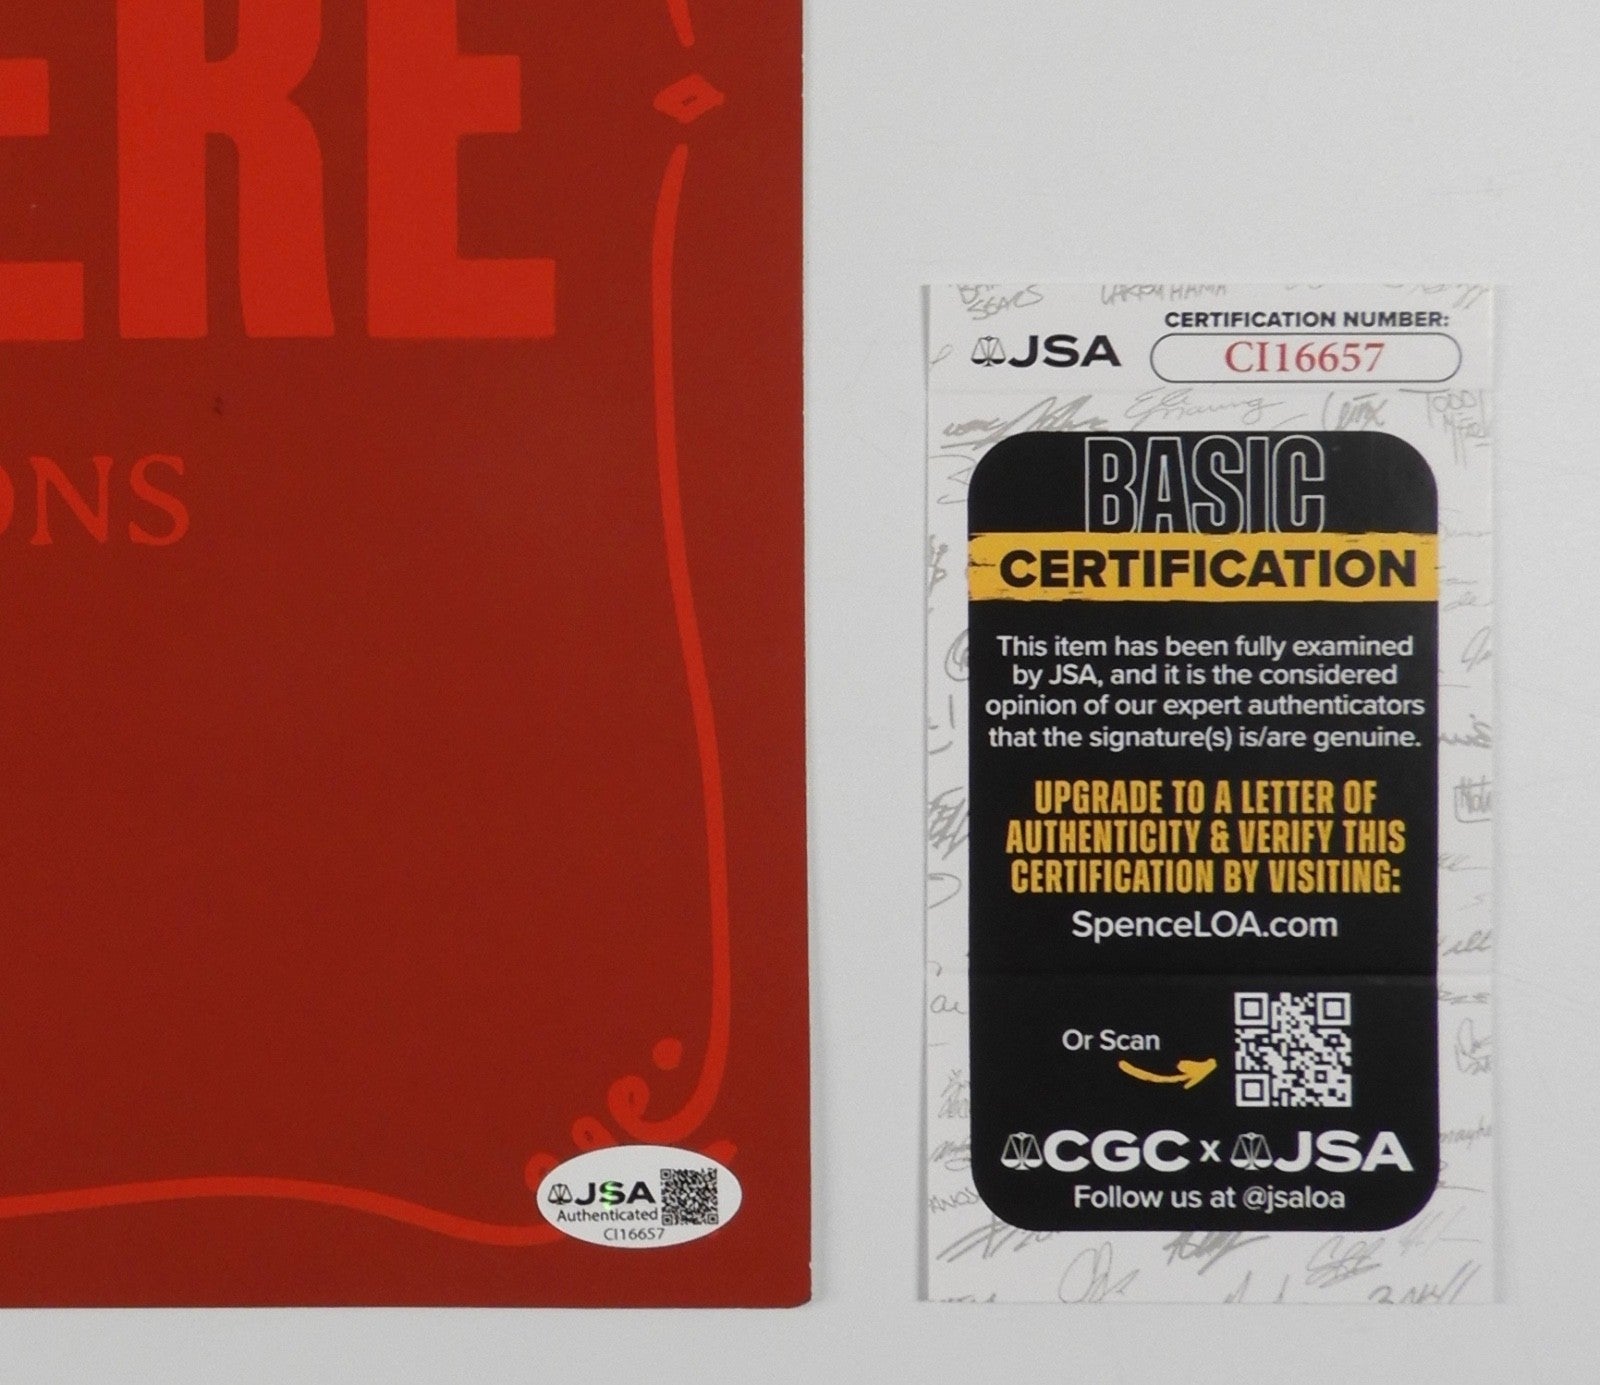 ERE
ONS
JSA
Authenticated
CI16657
CERTIFICATION NUMBER:
JSA
CI16657
BASIC
CERTIFICATION
This item has been fully examined
by JSA, and it is the considered
opinion of our expert authenticators
that the signature(s) is/are genuine.
UPGRADE TO A LETTER OF
AUTHENTICITY & VERIFY THIS
CERTIFICATION BY VISITING:
SpenceLOA.com
Or Scan
CGC x JSA
Follow us at @jsaloa